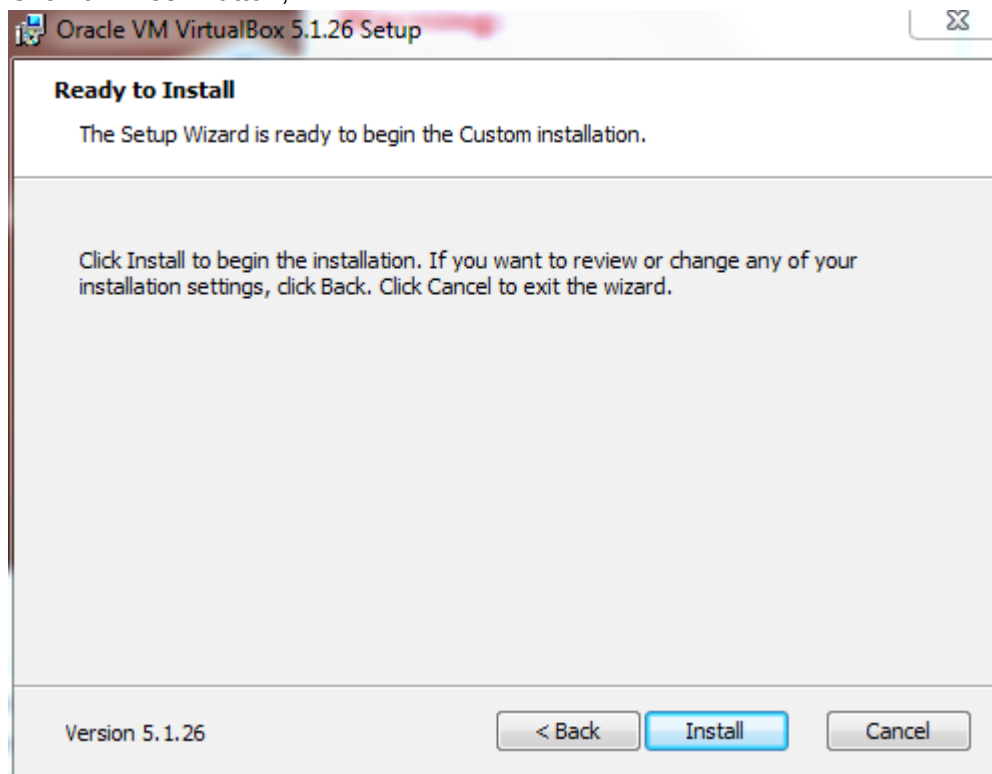 Oracle VM VirtualBox 5.1.26 Setup
Ready to Install
The Setup Wizard is ready to begin the Custom installation.
Click Install to begin the installation. If you want to review or change any of your
installation settings, click Back. Click Cancel to exit the wizard.
Version 5.1.26
< Back
Install
Cancel